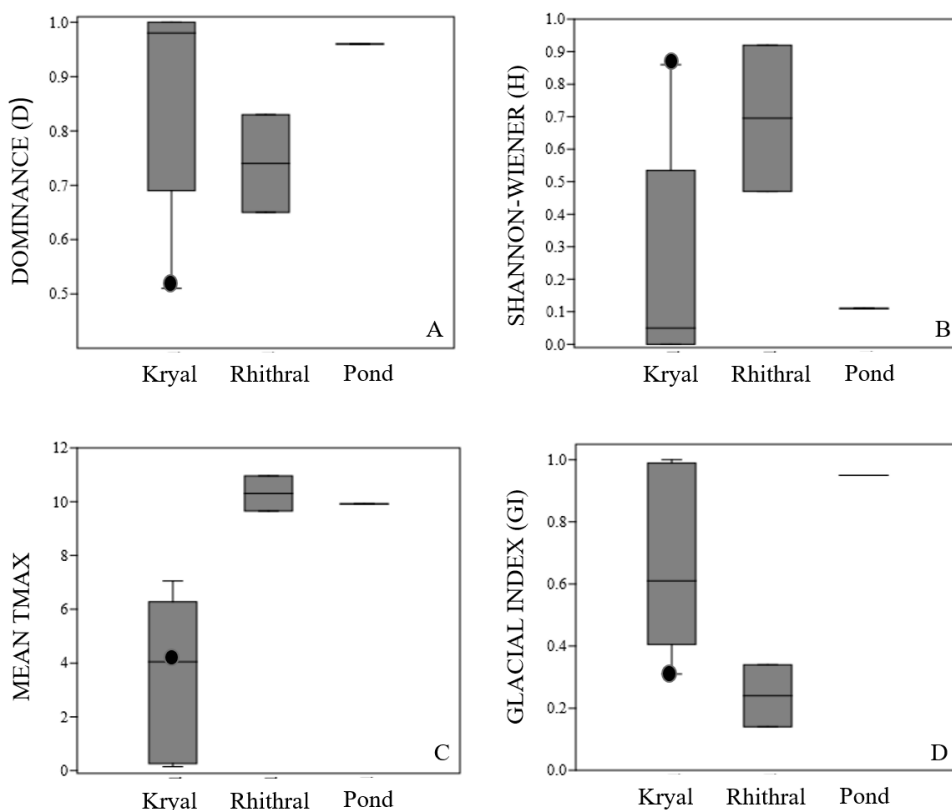 DOMINANCE (D)
1.0
0.9
0.8
0.7
0.6
0.5
A
Kryal Rhithral Pond
SHANNON-WIENER (H)
1.0
0.9
0.8
0.7
0.6
0.5
0.4
0.3
0.2
0.1
0.0
B
Kryal Rhithral Pond
MEAN TMAX
12
10
8
6
4
2
0
C
Kryal Rhithral Pond
GLACIAL INDEX (GI)
1.0
0.8
0.6
0.4
0.2
0.0
D
Kryal Rhithral Pond